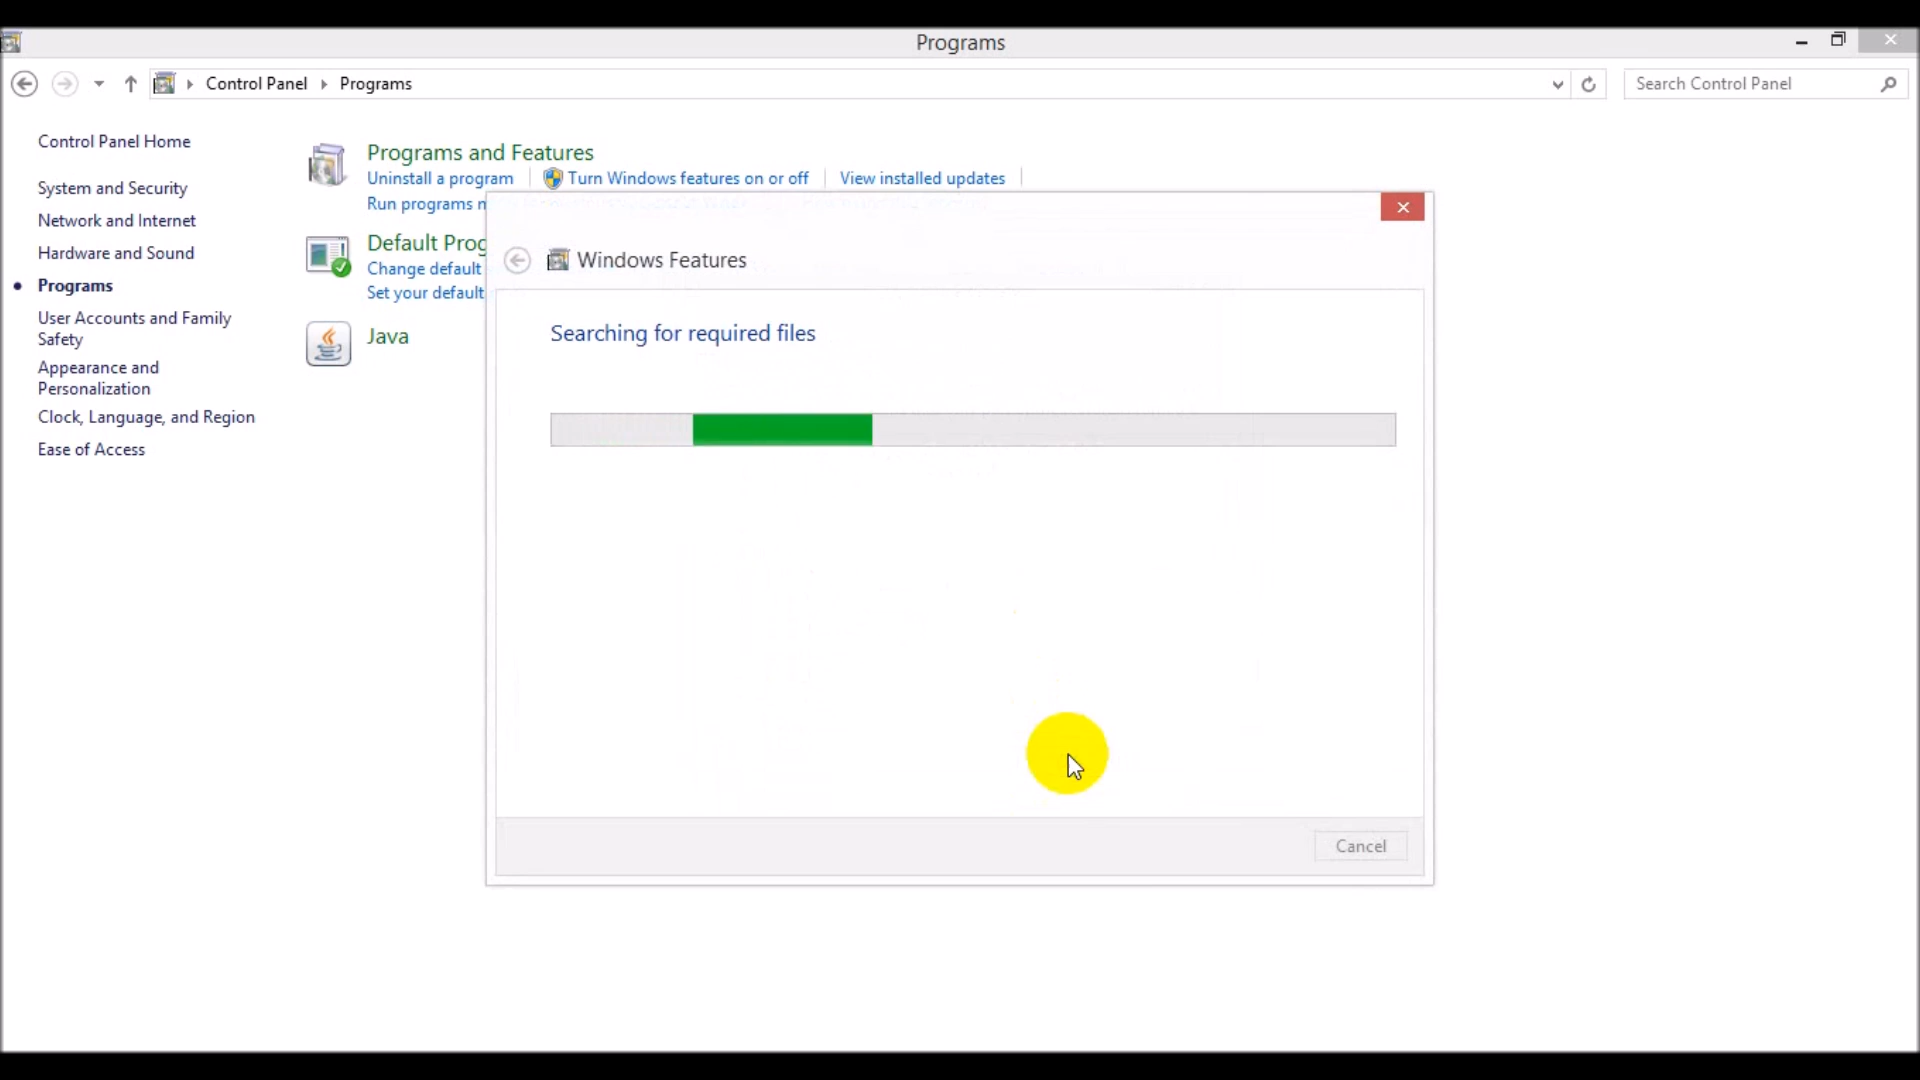 Programs
Control Panel
Programs
Search Control Panel
Control Panel Home
System and Security
Network and Internet
Hardware and Sound
Programs
User Accounts and Family
Safety
Appearance and
Personalization
Clock, Language, and Region
Ease of Access
Programs and Features
Uninstall a program
Turn Windows features on or off
View installed updates
Run programs
Default Prog
Change default
Set your default
Java
Windows Features
Searching for required files
Cancel